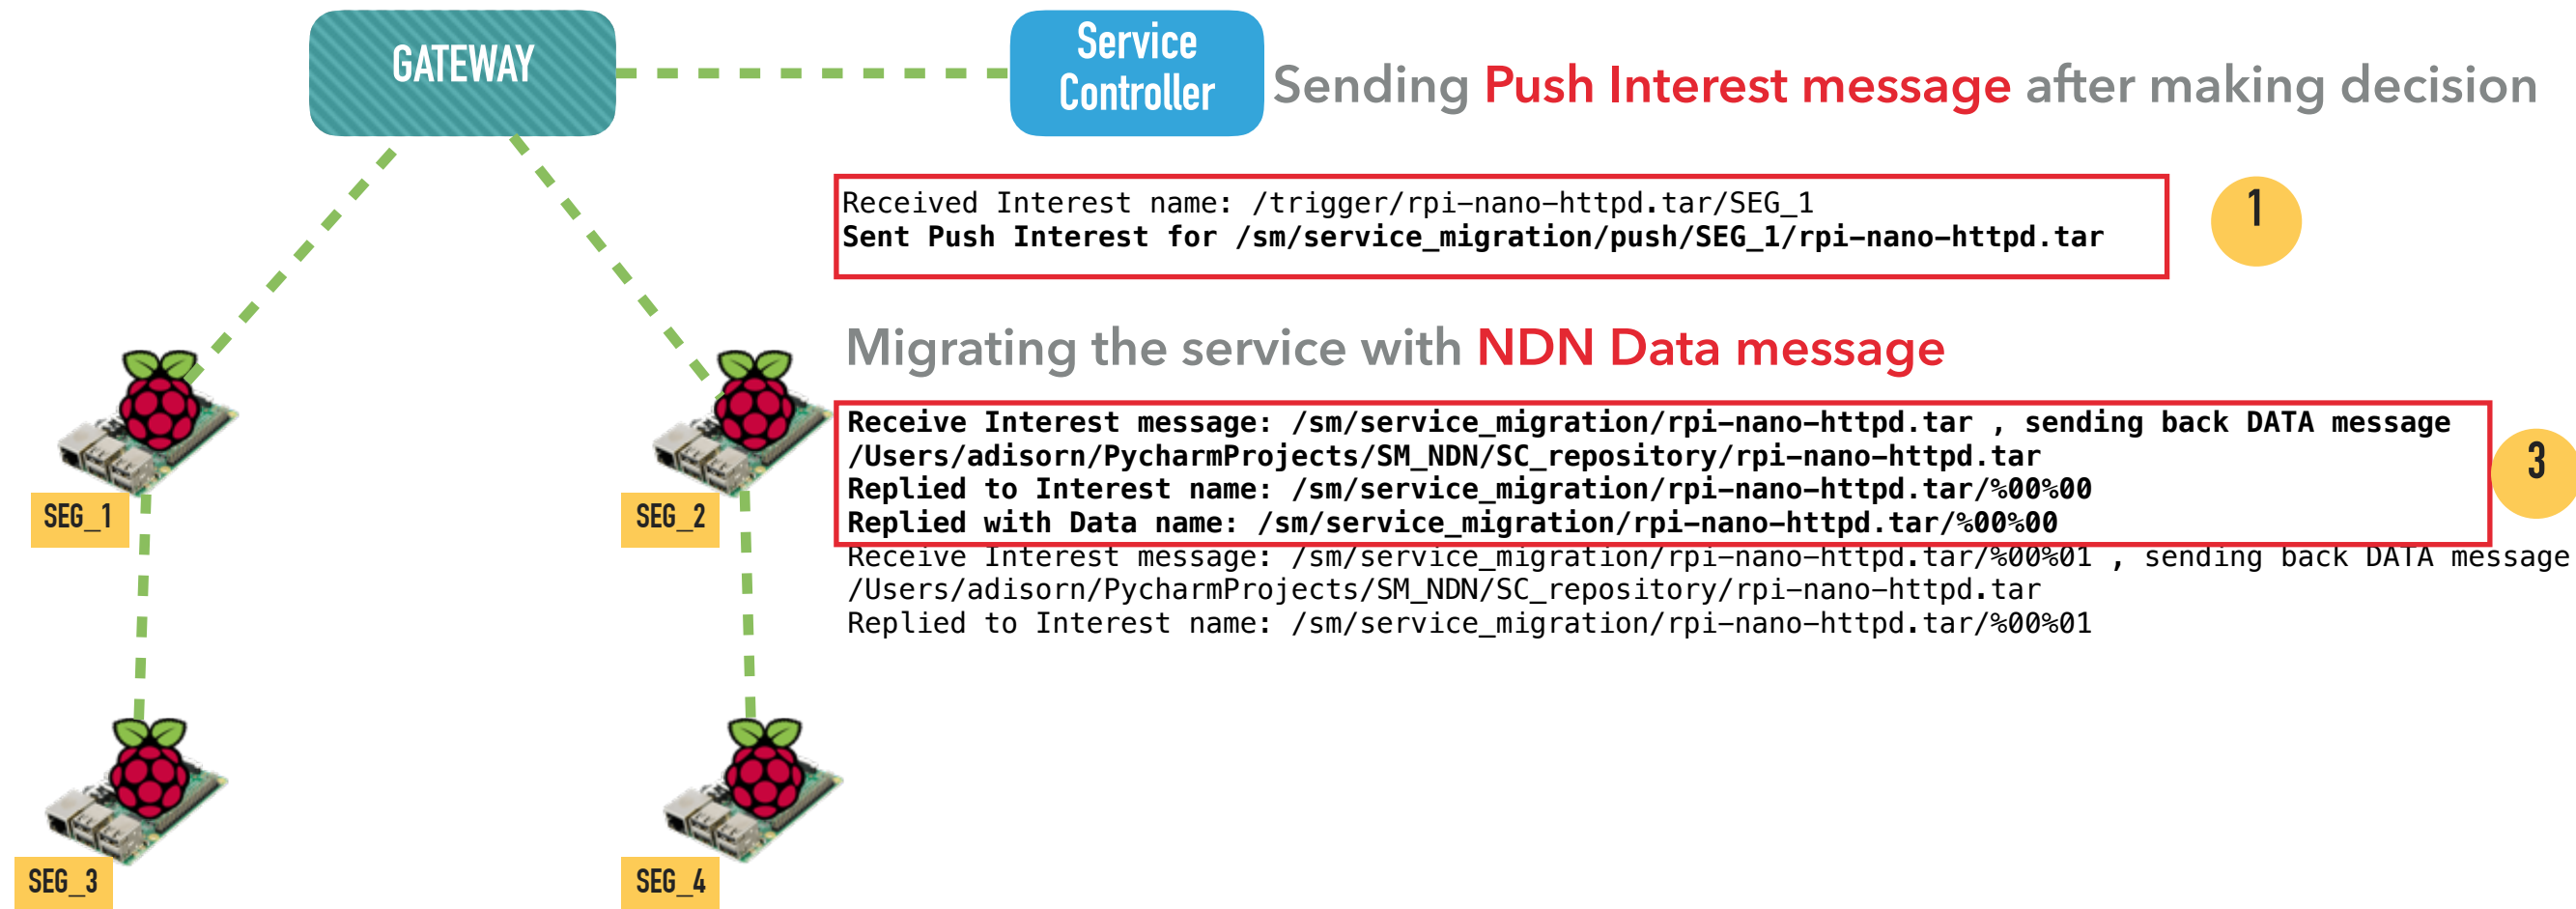 GATEWAY
Service
Controller
Sending Push Interest message after making decision
Received Interest name: /trigger/rpi-nano-httpd.tar/SEG_1
Sent Push Interest for /sm/service_migration/push/SEG_1/rpi-nano-httpd.tar
1
Migrating the service with NDN Data message
Receive Interest message: /sm/service_migration/rpi-nano-httpd.tar , sending back DATA message
/Users/adisorn/PycharmProjects/SM_NDN/SC_repository/rpi-nano-httpd.tar
Replied to Interest name: /sm/service_migration/rpi-nano-httpd.tar/%00%00
Replied with Data name: /sm/service_migration/rpi-nano-httpd.tar/%00%00
3
Receive Interest message: /sm/service_migration/rpi-nano-httpd.tar/%00%01 , sending back DATA message
/Users/adisorn/PycharmProjects/SM_NDN/SC_repository/rpi-nano-httpd.tar
Replied to Interest name: /sm/service_migration/rpi-nano-httpd.tar/%00%01
SEG_1
SEG_2
SEG_3
SEG_4